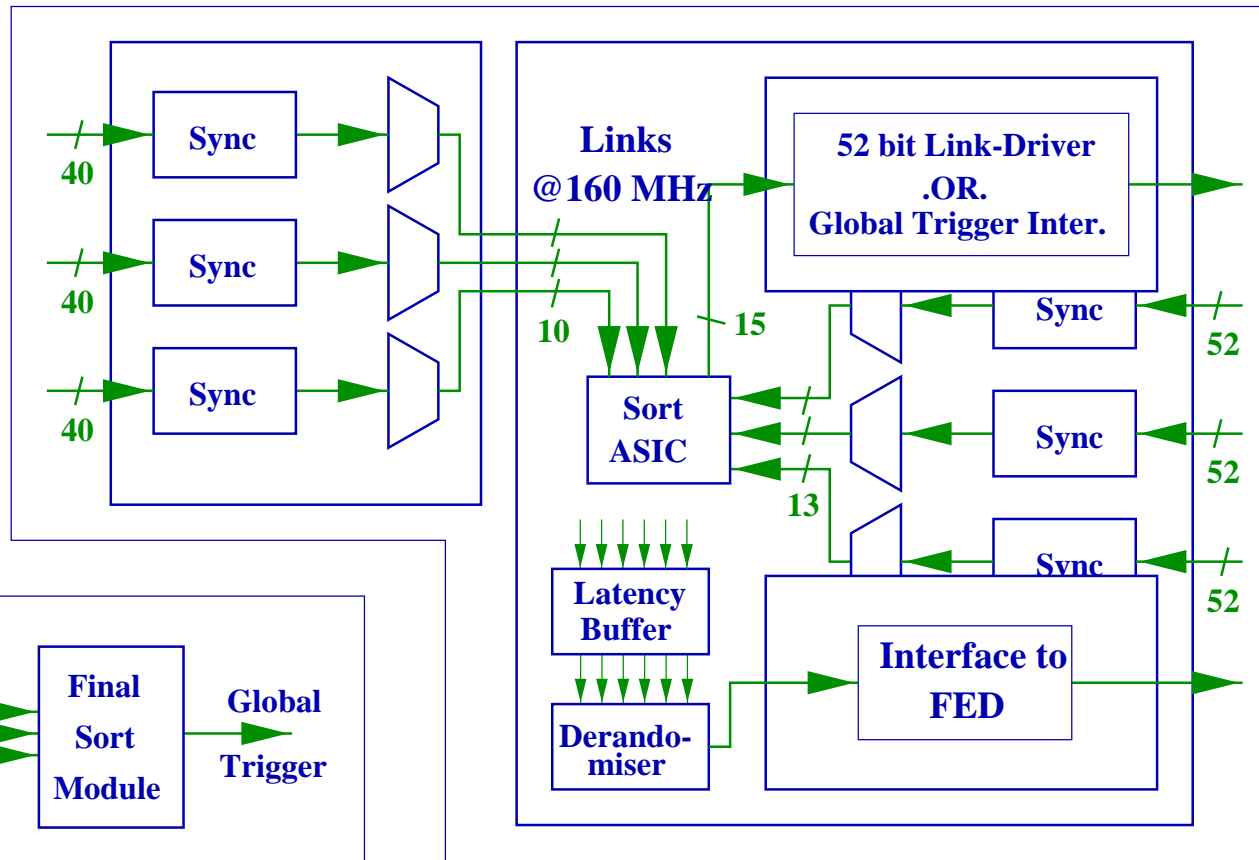 Sync
40
Sync
40
Sync
40
Links
@160 MHz
10
15
52 bit Link-Driver
.OR.
Global Trigger Inter.
Sync
52
Sync
52
Sync
52
Sort
ASIC
13
Latency
Buffer
Derando-
miser
Interface to
FED
Final
Sort
Module
Global
Trigger